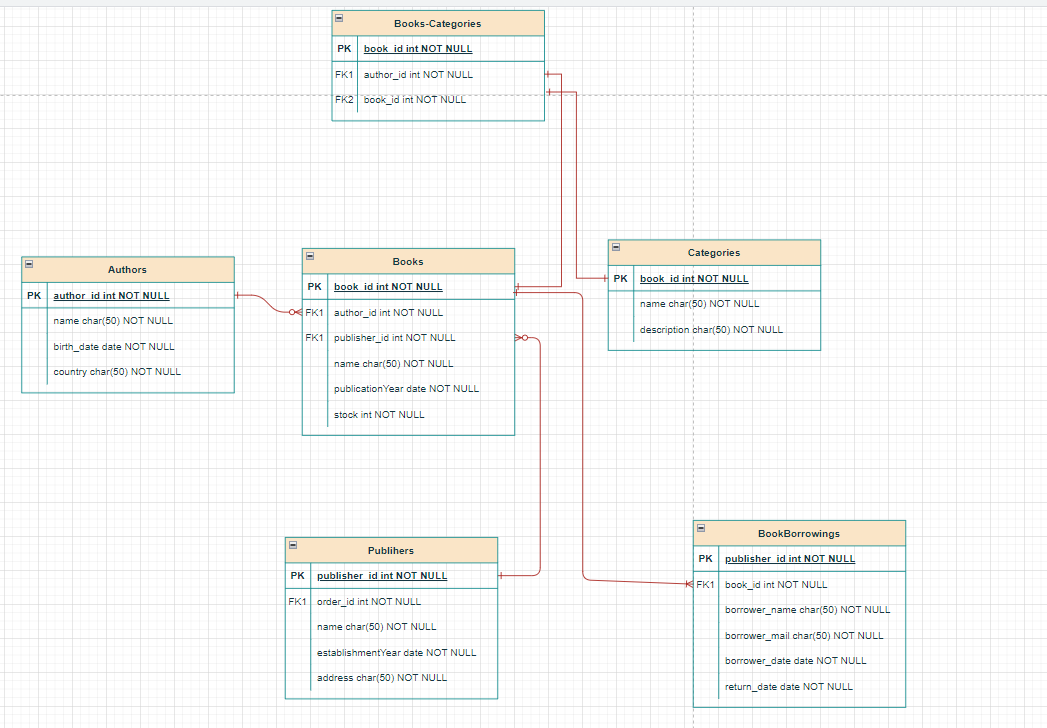 Books-Categories
PK book_id int NOT NULL
FK1 author_id int NOT NULL
FK2 book_id int NOT NULL
Authors
PK author_id int NOT NULL
name char(50) NOT NULL
birth_date date NOT NULL
country char(50) NOT NULL
Books
PK book_id int NOT NULL
FK1 author_id int NOT NULL
FK1 publisher_id int NOT NULL
name char(50) NOT NULL
publicationYear date NOT NULL
stock int NOT NULL
Categories
PK book_id int NOT NULL
name char(50) NOT NULL
description char(50) NOT NULL
Publihers
PK publisher_id int NOT NULL
FK1 order_id int NOT NULL
name char(50) NOT NULL
establishmentYear date NOT NULL
address char(50) NOT NULL
BookBorrowings
PK publisher_id int NOT NULL
FK1 book_id int NOT NULL
borrower_name char(50) NOT NULL
borrower_mail char(50) NOT NULL
borrower_date date NOT NULL
return_date date NOT NULL